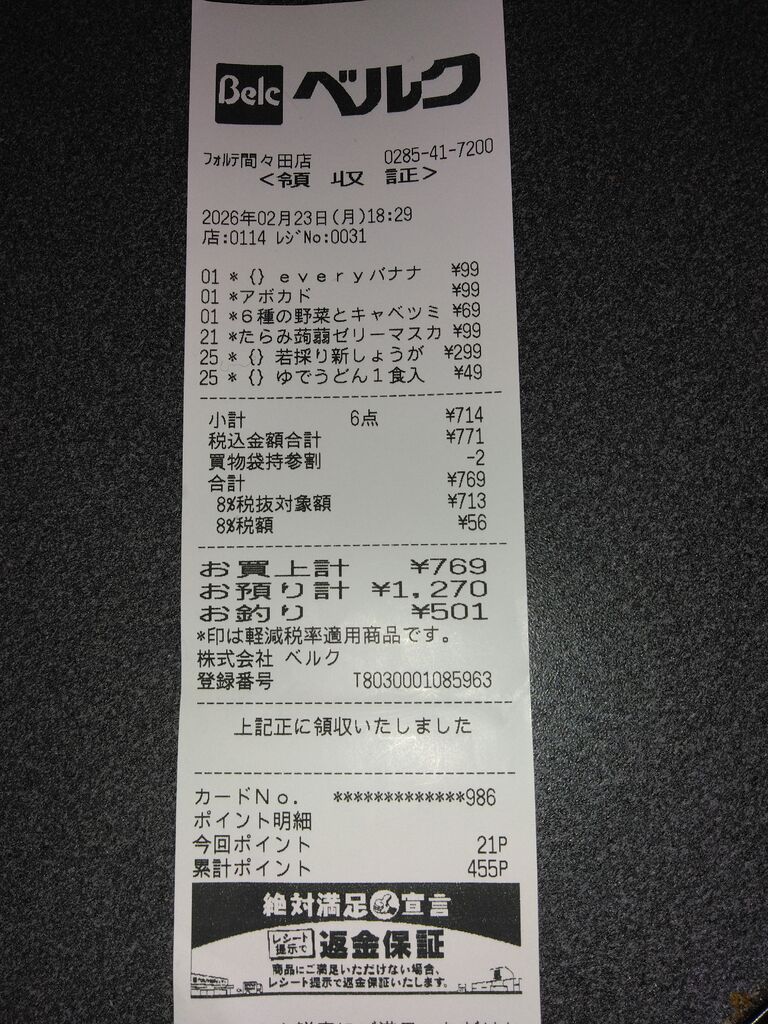 Belc ベルク
フォルテ間々田店 0285-41-7200
<領収証>
2026年02月23日(月)18:29
店:0114 ﾚｼﾞNo:0031
01 * {} everyバナナ ¥99
01 *アボカド ¥99
01 *6種の野菜とキャベツミ ¥69
21 *たらみ蒟蒻ゼリーマスカ ¥99
25 * {} 若採り新しょうが ¥299
25 * {} ゆでうどん1食入 ¥49
小計 6点 ¥714
税込金額合計 ¥771
買物袋持参割 -2
合計 ¥769
8%税抜対象額 ¥713
8%税額 ¥56
お買上計 ¥769
お預り計 ¥1,270
お釣り ¥501
*印は軽減税率適用商品です。
株式会社 ベルク
登録番号 T8030001085963
上記正に領収いたしました
カードNo. *************986
ポイント明細
今回ポイント 21P
累計ポイント 455P
絶対満足宣言
レシート提示で 返金保証
商品にご満足いただけない場合、
レシート提示で返金保証いたします。